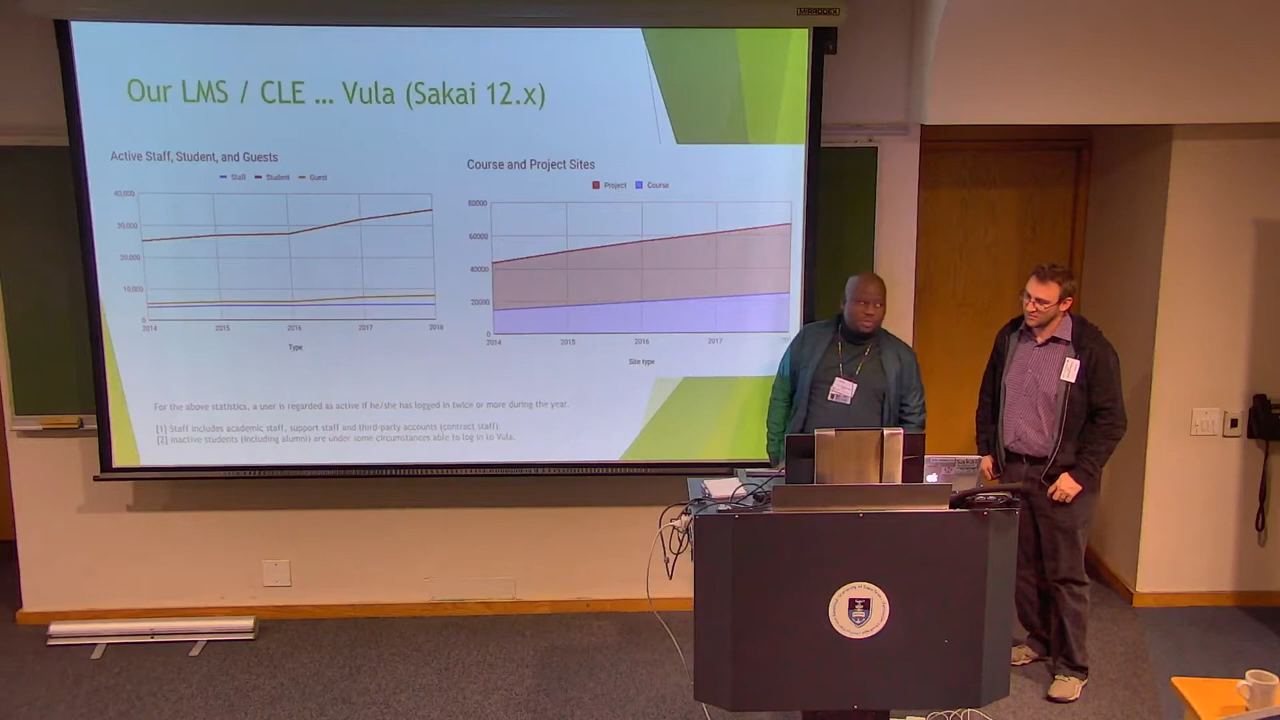 MIRRODEX
Our LMS / CLE ... Vula (Sakai 12.x)
Active Staff, Student, and Guests
Staff Student Guest
40,000
30,000
20,000
10,000
0
2014 2015 2016 2017 2018
Type
Course and Project Sites
Project Course
80000
60000
40000
20000
0
2014 2015 2016 2017
Site type
For the above statistics, a user is regarded as active if he/she has logged in twice or more during the year.
[1] Staff includes academic staff, support staff and third-party accounts (contract staff).
[2] Inactive students (including alumni) are under some circumstances able to log in to Vula.
Sakai